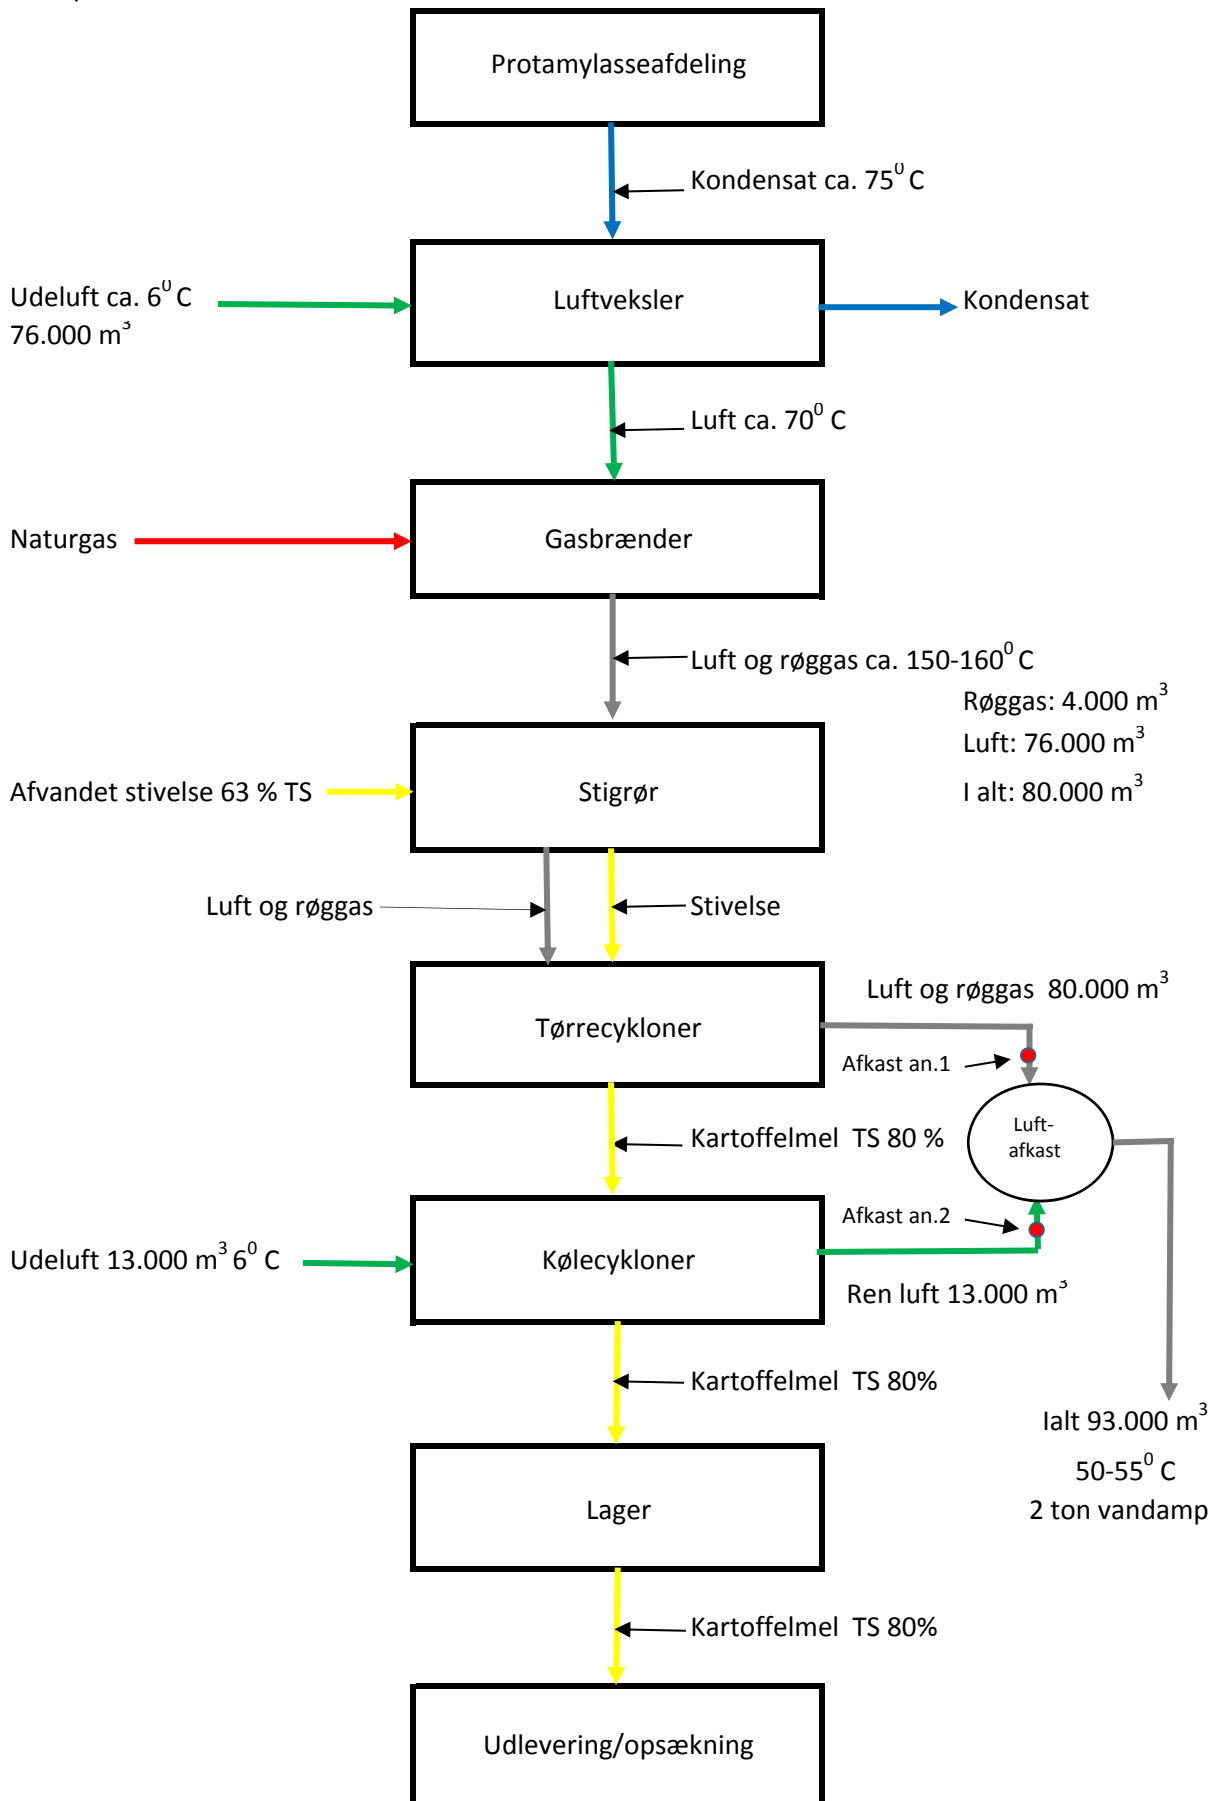 Protamylasseafdeling
Kondensat ca. 75⁰ C
Udeluft ca. 6⁰ C
76.000 m³
Luftveksler
Kondensat
Luft ca. 70⁰ C
Naturgas
Gasbrænder
Luft og røggas ca. 150-160⁰ C
Røggas: 4.000 m³
Luft: 76.000 m³
I alt: 80.000 m³
Afvandet stivelse 63 % TS
Stigrør
Luft og røggas
Stivelse
Luft og røggas 80.000 m³
Tørrecykloner
Afkast an.1
Luft-
afkast
Kartoffelmel TS 80 %
Afkast an.2
Udeluft 13.000 m³ 6⁰ C
Kølecykloner
Ren luft 13.000 m³
Kartoffelmel TS 80%
Ialt 93.000 m³
50-55⁰ C
2 ton vandamp
Lager
Kartoffelmel TS 80%
Udlevering/opsækning